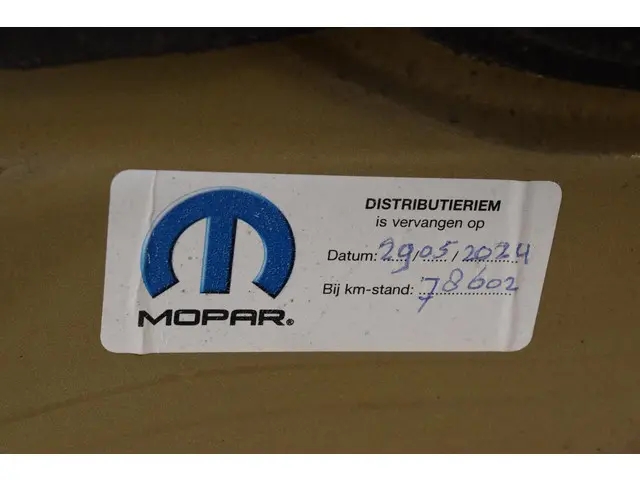 DISTRIBUTIERIEM
is vervangen op
Datum: 29/05/2024
Bij km-stand: 78602
MOPAR®